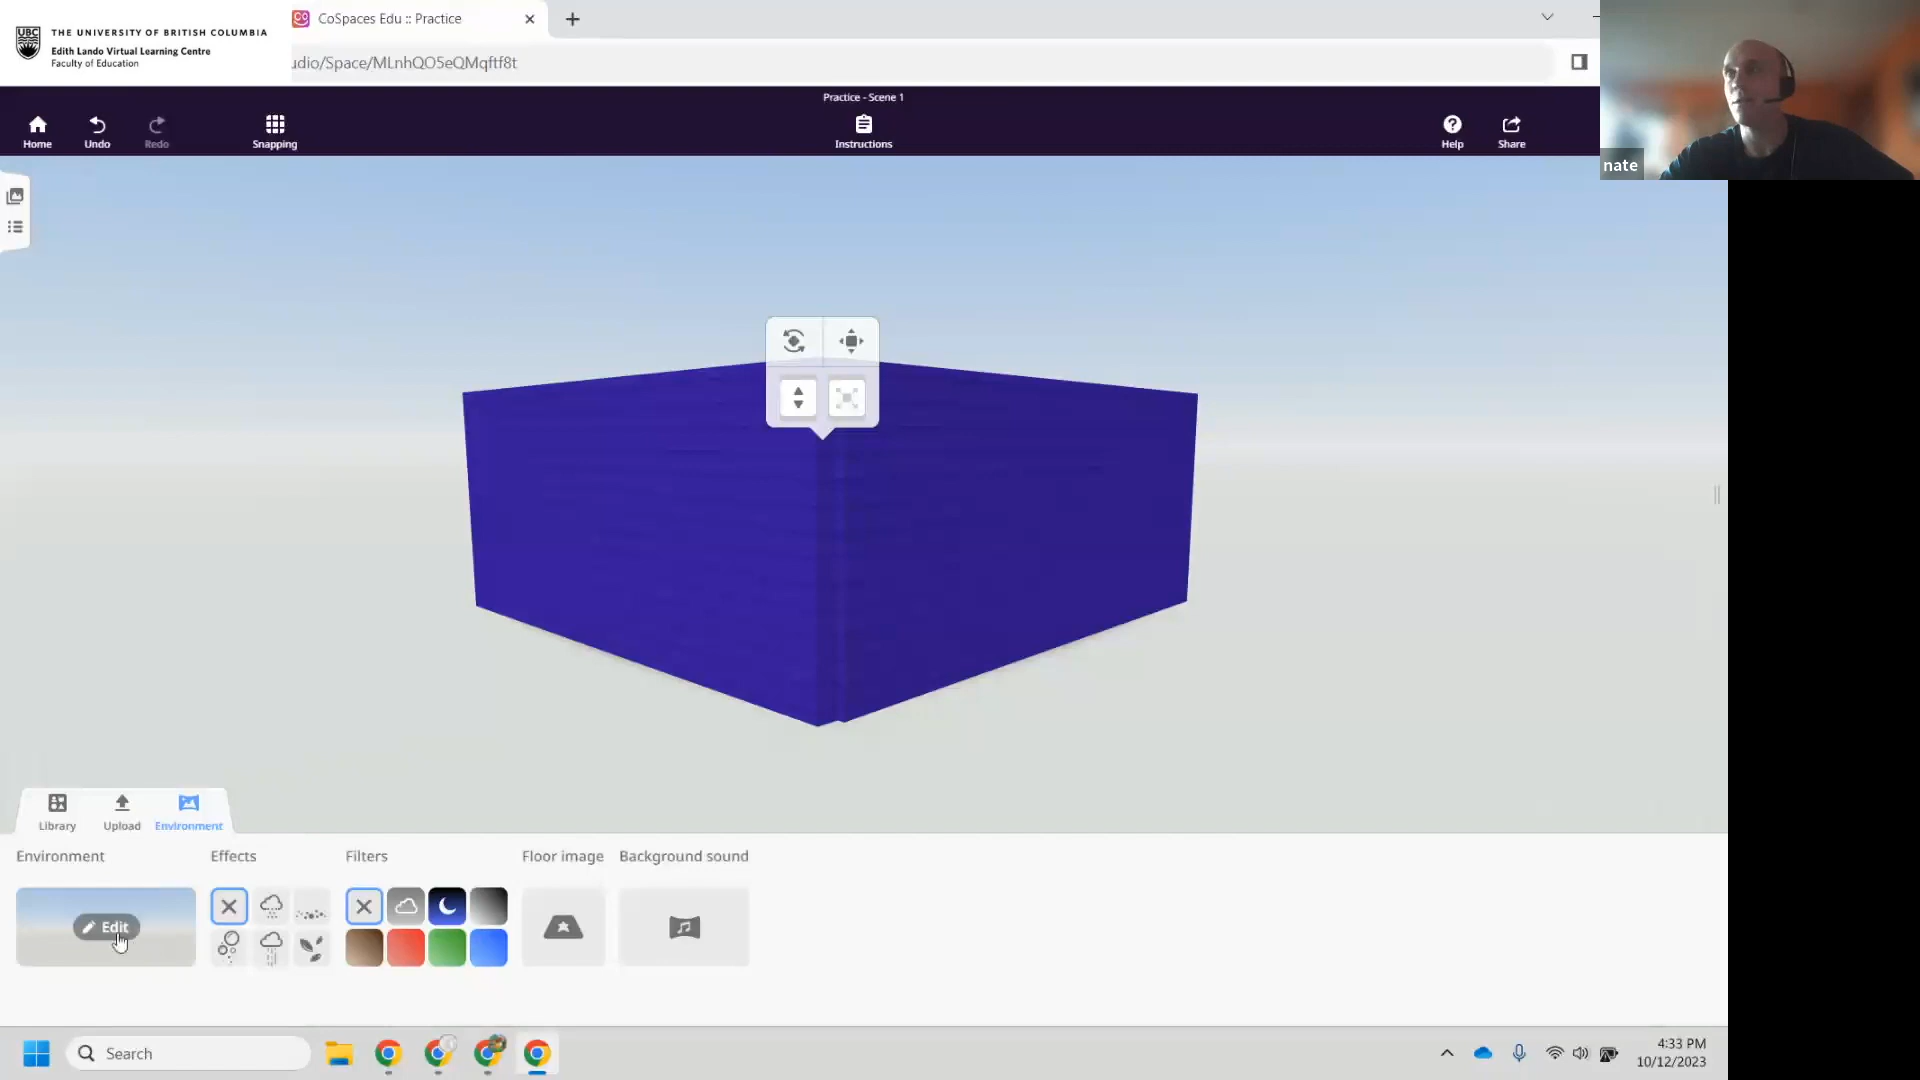 THE UNIVERSITY OF BRITISH COLUMBIA
UBC
Edith Lando Virtual Learning Centre
Faculty of Education
CoSpaces Edu :: Practice
udio/Space/MLnhQO5eQMqftf8t
nate
Practice - Scene 1
Home
Undo
Redo
Snapping
Instructions
Help
Share
Library
Upload
Environment
Environment
Effects
Filters
Floor image
Background sound
Edit
Search
4:33 PM
10/12/2023